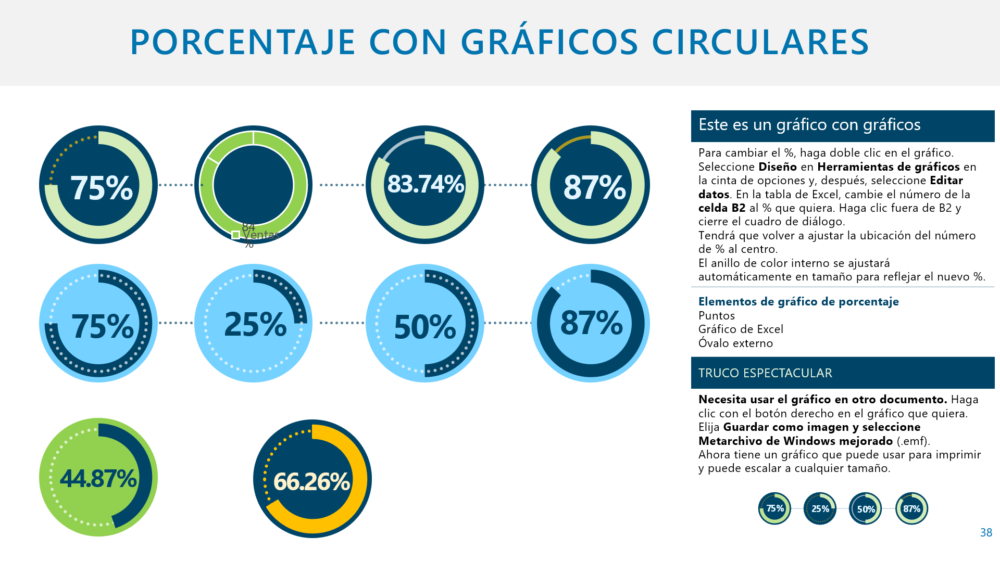 PORCENTAJE CON GRÁFICOS CIRCULARES
75%
84
Ventas
%
83.74%
87%
75%
25%
50%
87%
44.87%
66.26%
Este es un gráfico con gráficos
Para cambiar el %, haga doble clic en el gráfico.
Seleccione Diseño en Herramientas de gráficos en
la cinta de opciones y, después, seleccione Editar
datos. En la tabla de Excel, cambie el número de la
celda B2 al % que quiera. Haga clic fuera de B2 y
cierre el cuadro de diálogo.
Tendrá que volver a ajustar la ubicación del número
de % al centro.
El anillo de color interno se ajustará
automáticamente en tamaño para reflejar el nuevo %.
Elementos de gráfico de porcentaje
Puntos
Gráfico de Excel
Óvalo externo
TRUCO ESPECTACULAR
Necesita usar el gráfico en otro documento. Haga
clic con el botón derecho en el gráfico que quiera.
Elija Guardar como imagen y seleccione
Metarchivo de Windows mejorado (.emf).
Ahora tiene un gráfico que puede usar para imprimir
y puede escalar a cualquier tamaño.
75%
25%
50%
87%
38